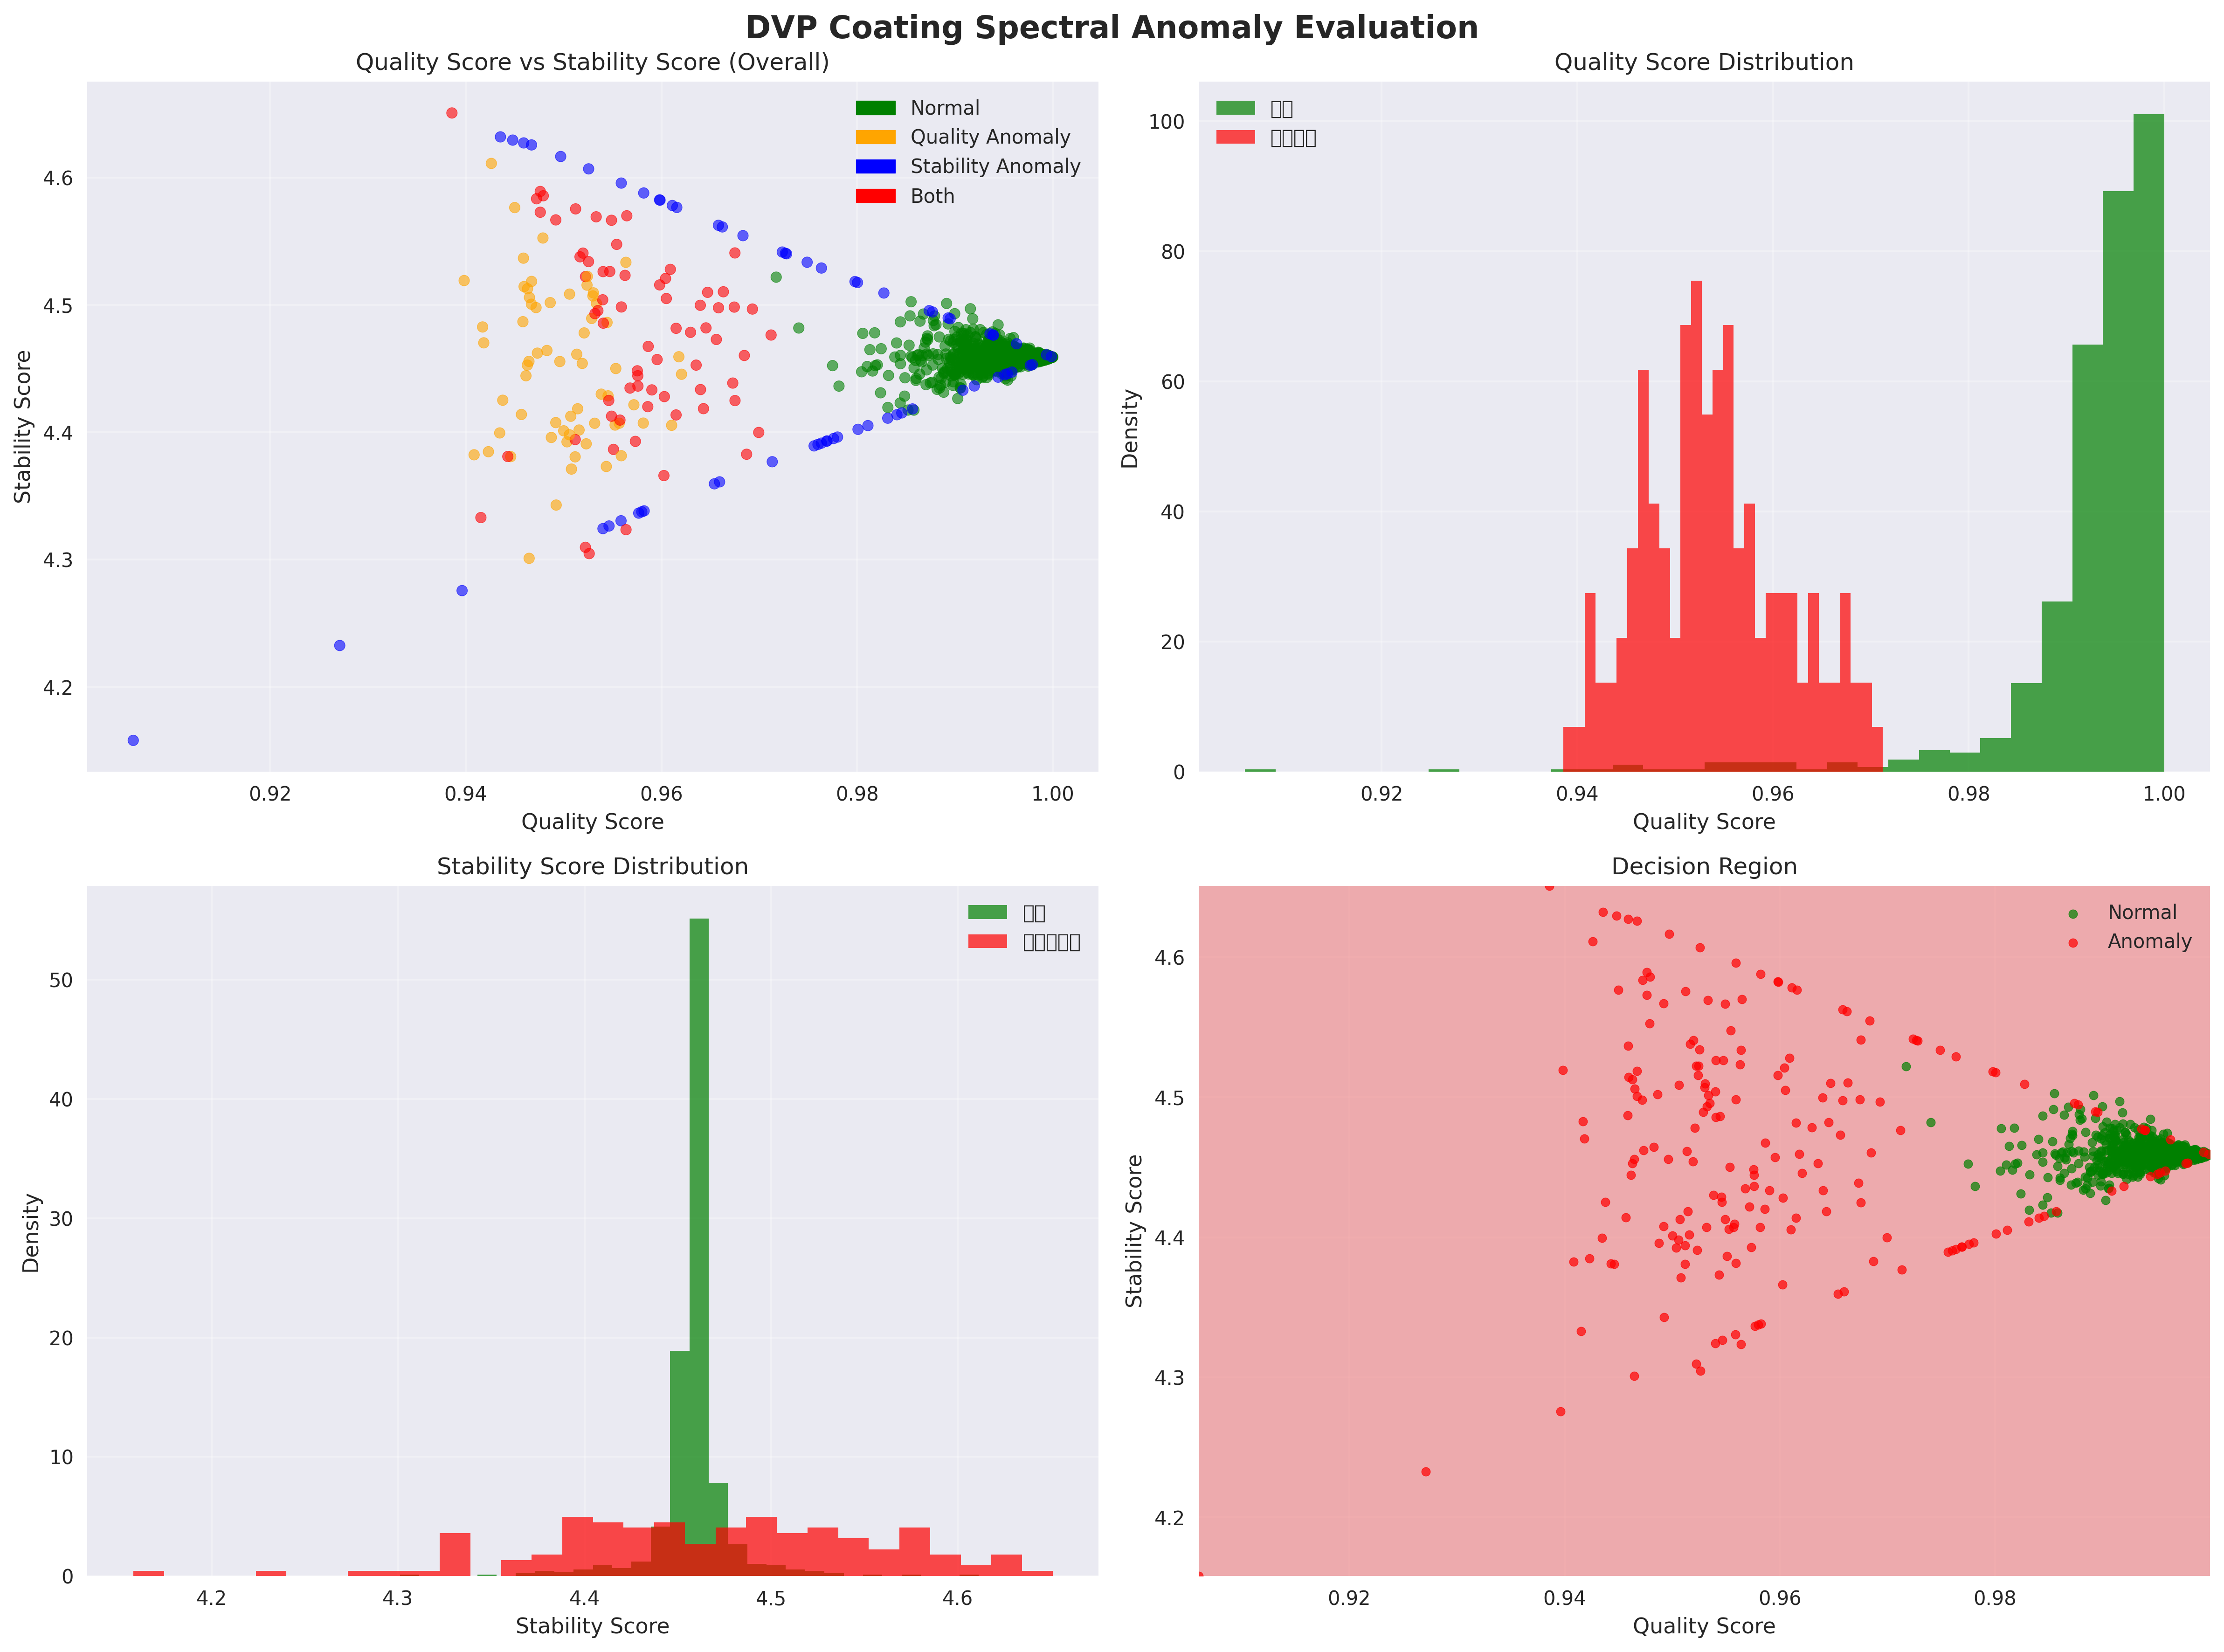 DVP Coating Spectral Anomaly Evaluation
Quality Score vs Stability Score (Overall)
Normal
Quality Anomaly
Stability Anomaly
Both
4.6
4.5
4.4
4.3
4.2
Stability Score
0.92
0.94
0.96
0.98
1.00
Quality Score
Quality Score Distribution
100
80
60
40
20
0
Density
0.92
0.94
0.96
0.98
1.00
Quality Score
Stability Score Distribution
50
40
30
20
10
0
Density
4.2
4.3
4.4
4.5
4.6
Stability Score
Decision Region
Normal
Anomaly
4.6
4.5
4.4
4.3
4.2
Stability Score
0.92
0.94
0.96
0.98
Quality Score